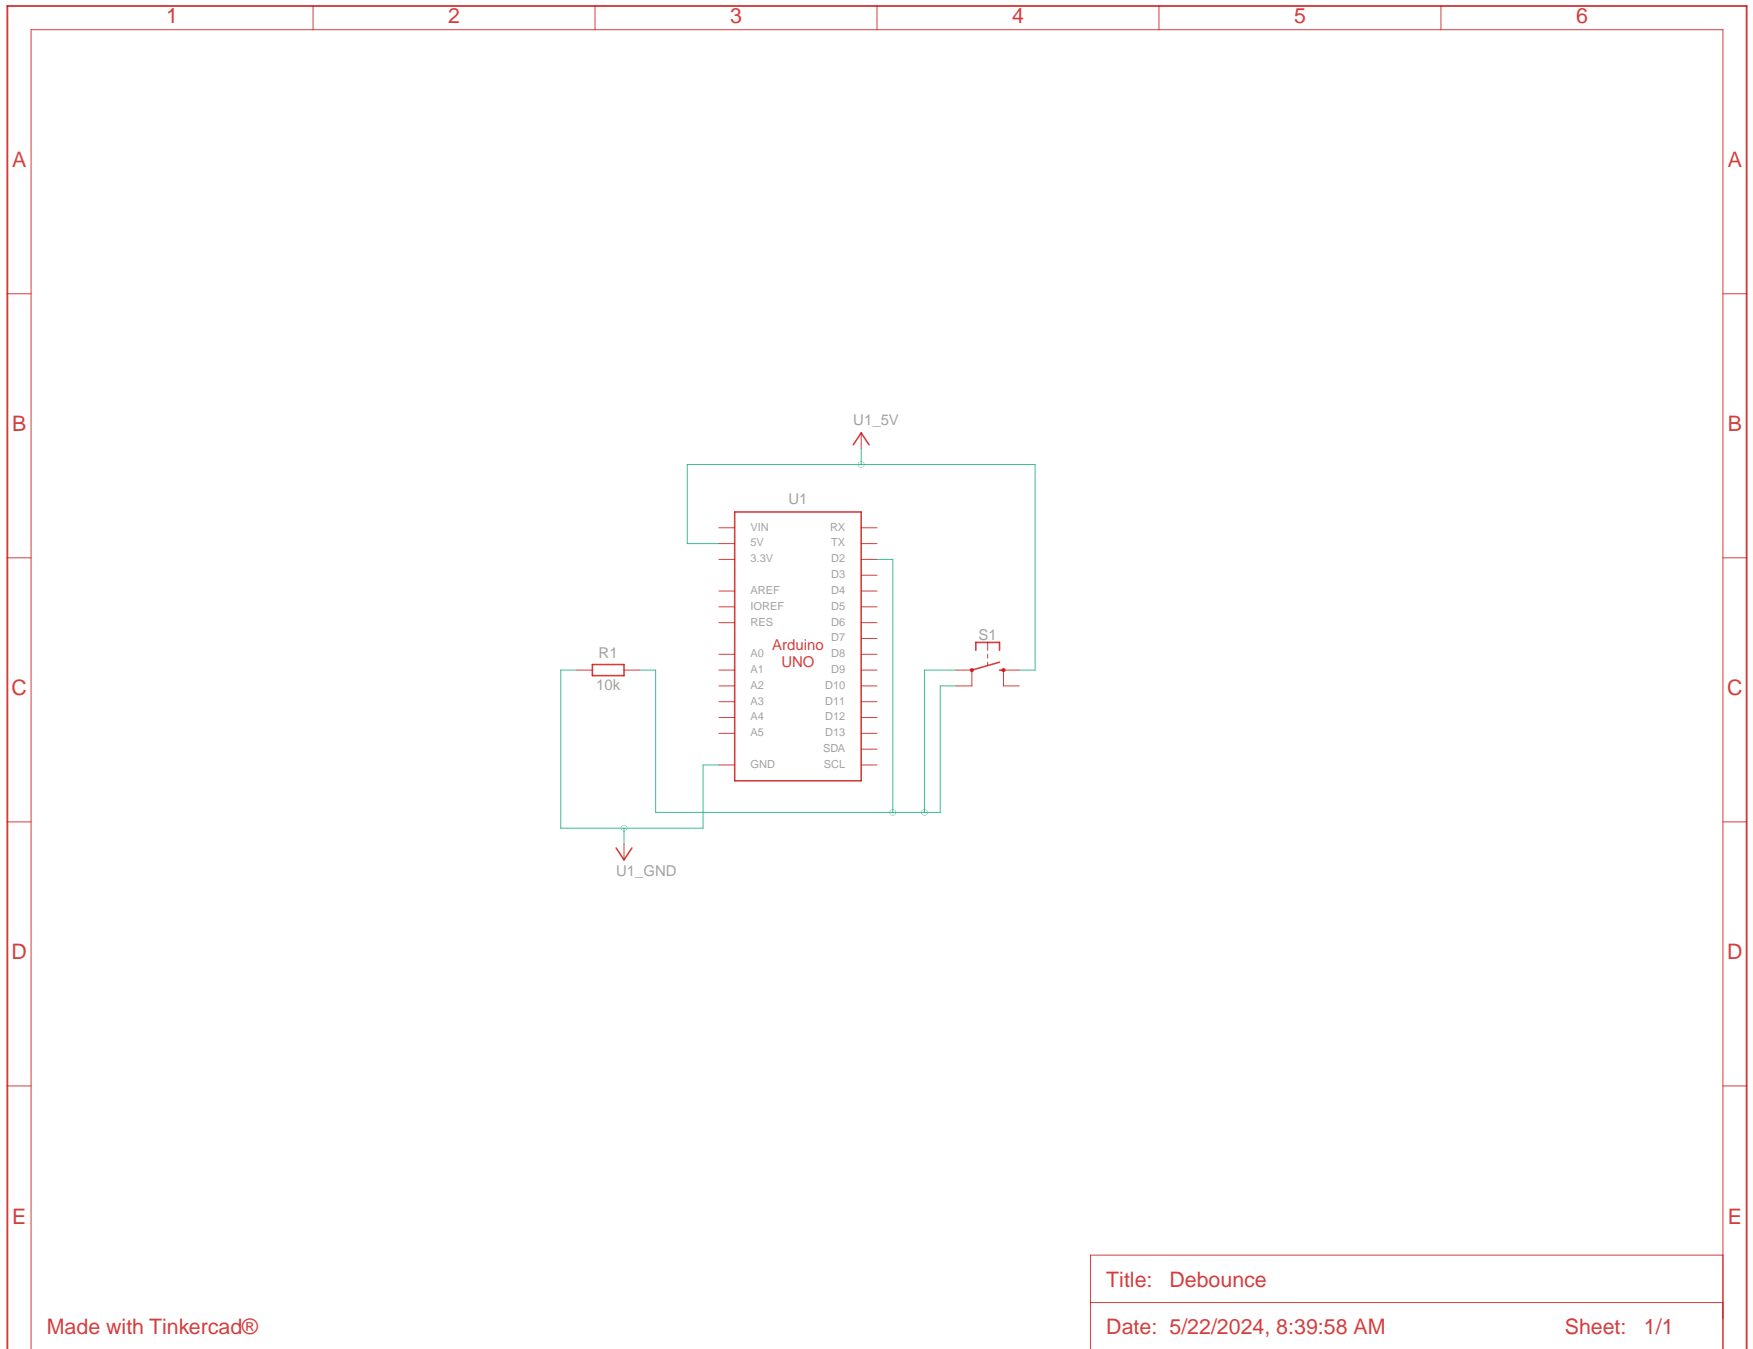 1 2 3 4 5 6
A A
B B
U1_5V
U1
VIN RX
5V TX
3.3V D2
D3
AREF D4
IOREF D5
RES D6
D7
S1
Arduino
UNO
R1
A0 D8
A1 D9
10k
A2 D10
C C
A3 D11
A4 D12
A5 D13
SDA
GND SCL
U1_GND
D D
E E
Title: Debounce
Made with Tinkercad®
Date: 5/22/2024, 8:39:58 AM Sheet: 1/1